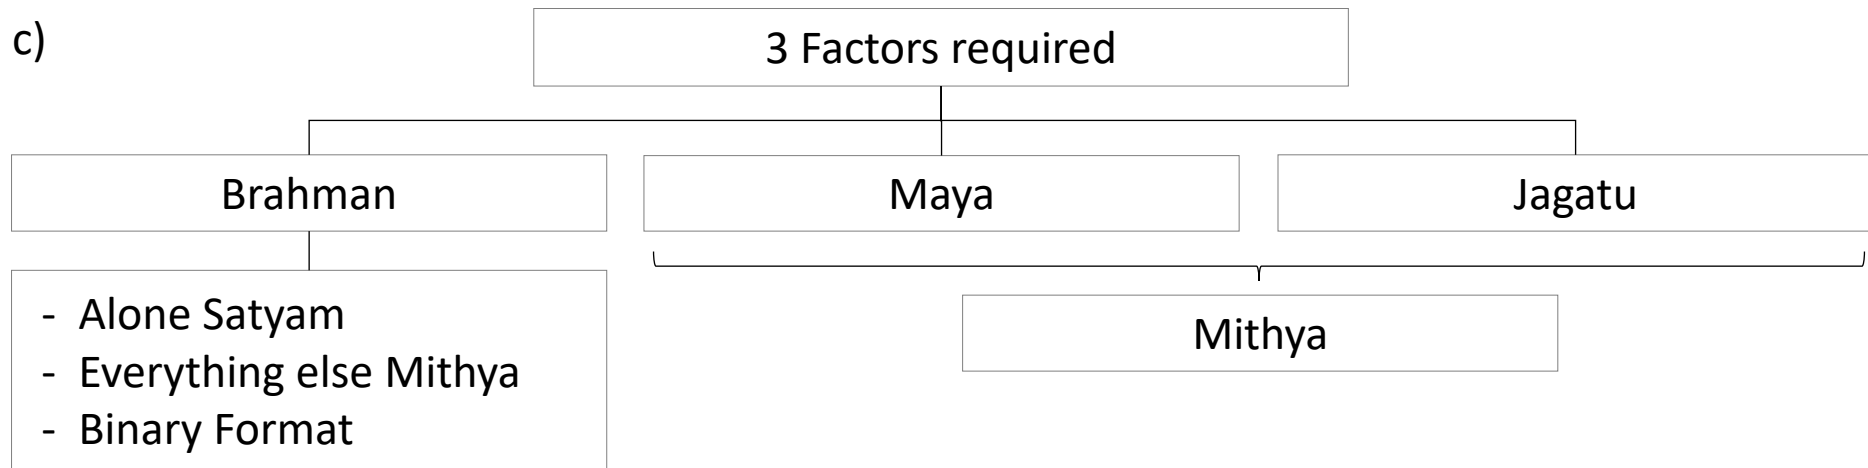 c)
3 Factors required
Brahman
Maya
Jagatu
- Alone Satyam
- Everything else Mithya
- Binary Format
Mithya